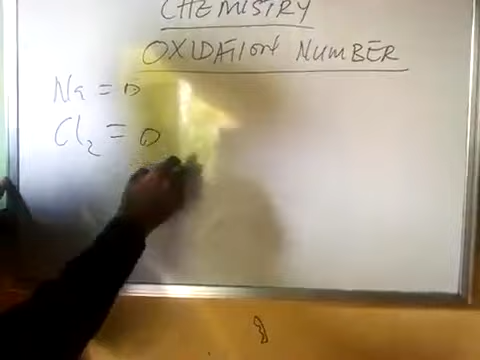 CHEMISTRY
OXIDATION NUMBER
Na = 0
Cl₂ = 0